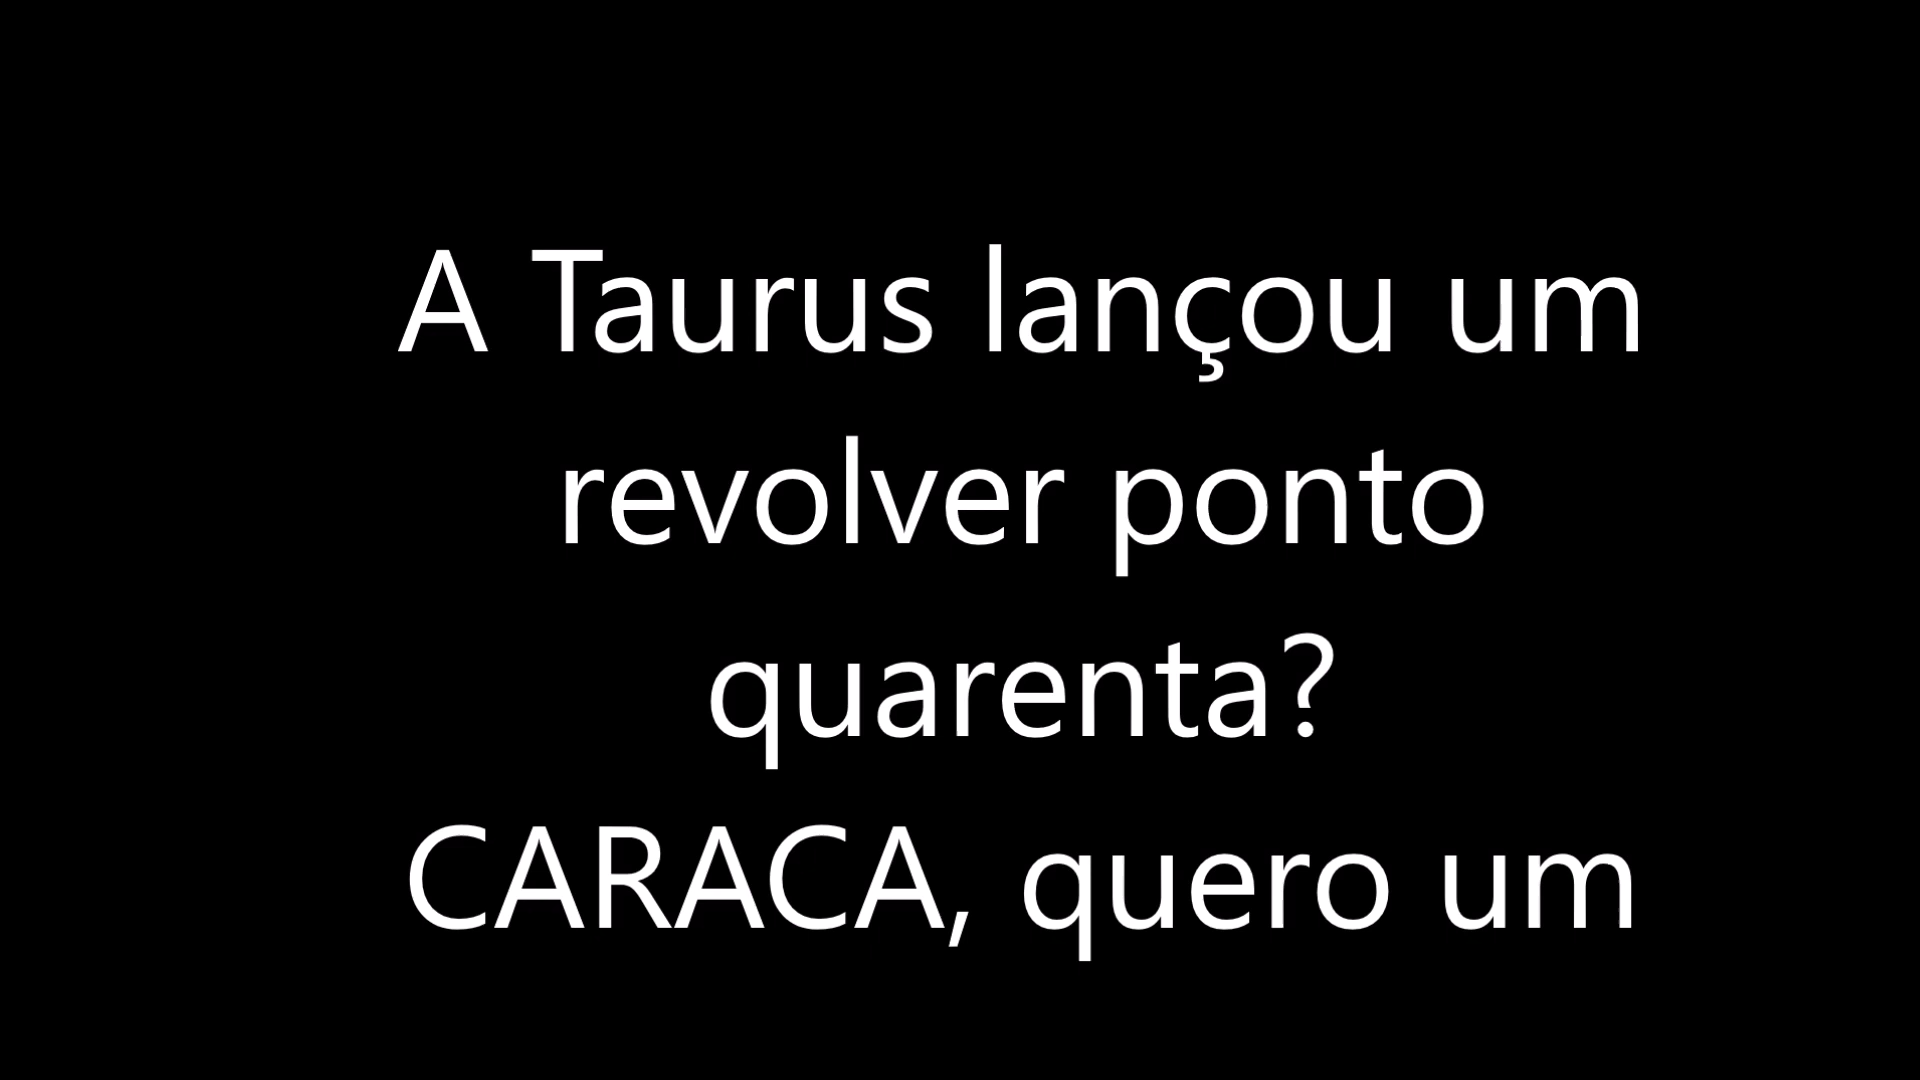 A Taurus lançou um
revolver ponto
quarenta?
CARACA, quero um